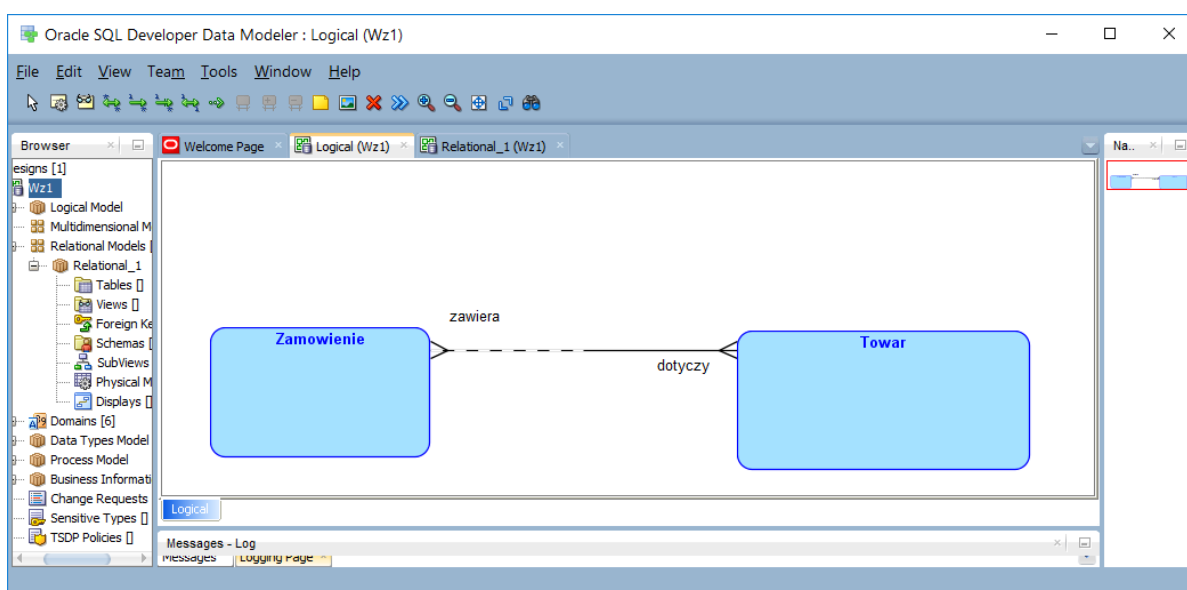 Oracle SQL Developer Data Modeler : Logical (Wz1)
File Edit View Team Tools Window Help
Browser
Welcome Page
Logical (Wz1)
Relational_1 (Wz1)
Na..
esigns [1]
Wz1
Logical Model
Multidimensional M
Relational Models [
Relational_1
Tables []
Views []
Foreign Ke
Schemas [
SubViews
Physical M
Displays []
Domains [6]
Data Types Model
Process Model
Business Informati
Change Requests
Sensitive Types []
TSDP Policies []
zawiera
Zamowienie
Towar
dotyczy
Logical
Messages - Log
Messages
Logging Page